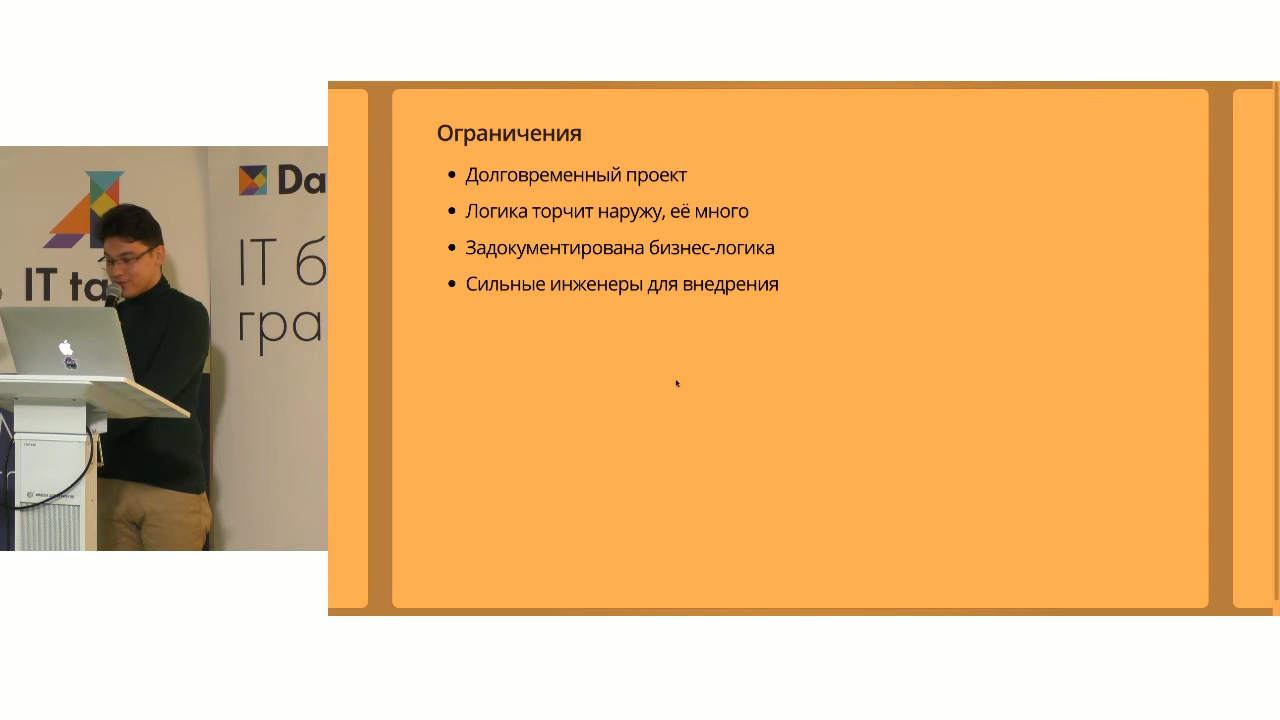 IT ta
Da
IT б
гра
Ограничения
Долговременный проект
Логика торчит наружу, её много
Задокументирована бизнес-логика
Сильные инженеры для внедрения